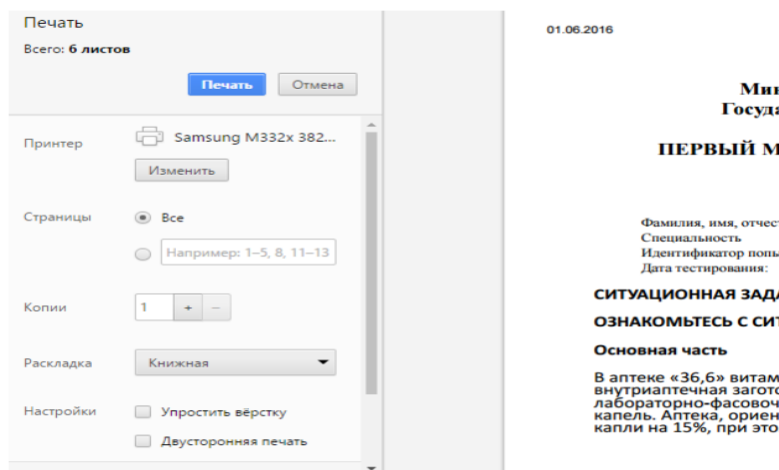 Печать
Всего: 6 листов
Печать
Отмена
Принтер
Samsung M332x 382...
Изменить
Страницы
Все
Например: 1–5, 8, 11–13
Копии
1
+
−
Раскладка
Книжная
Настройки
Упростить вёрстку
Двусторонняя печать
01.06.2016
Мин
Госуда
ПЕРВЫЙ М
Фамилия, имя, отчес
Специальность
Идентификатор попы
Дата тестирования:
СИТУАЦИОННАЯ ЗАДА
ОЗНАКОМЬТЕСЬ С СИТ
Основная часть
В аптеке «36,6» витам
внутриаптечная загото
лабораторно-фасовоч
капель. Аптека, ориен
капли на 15%, при это